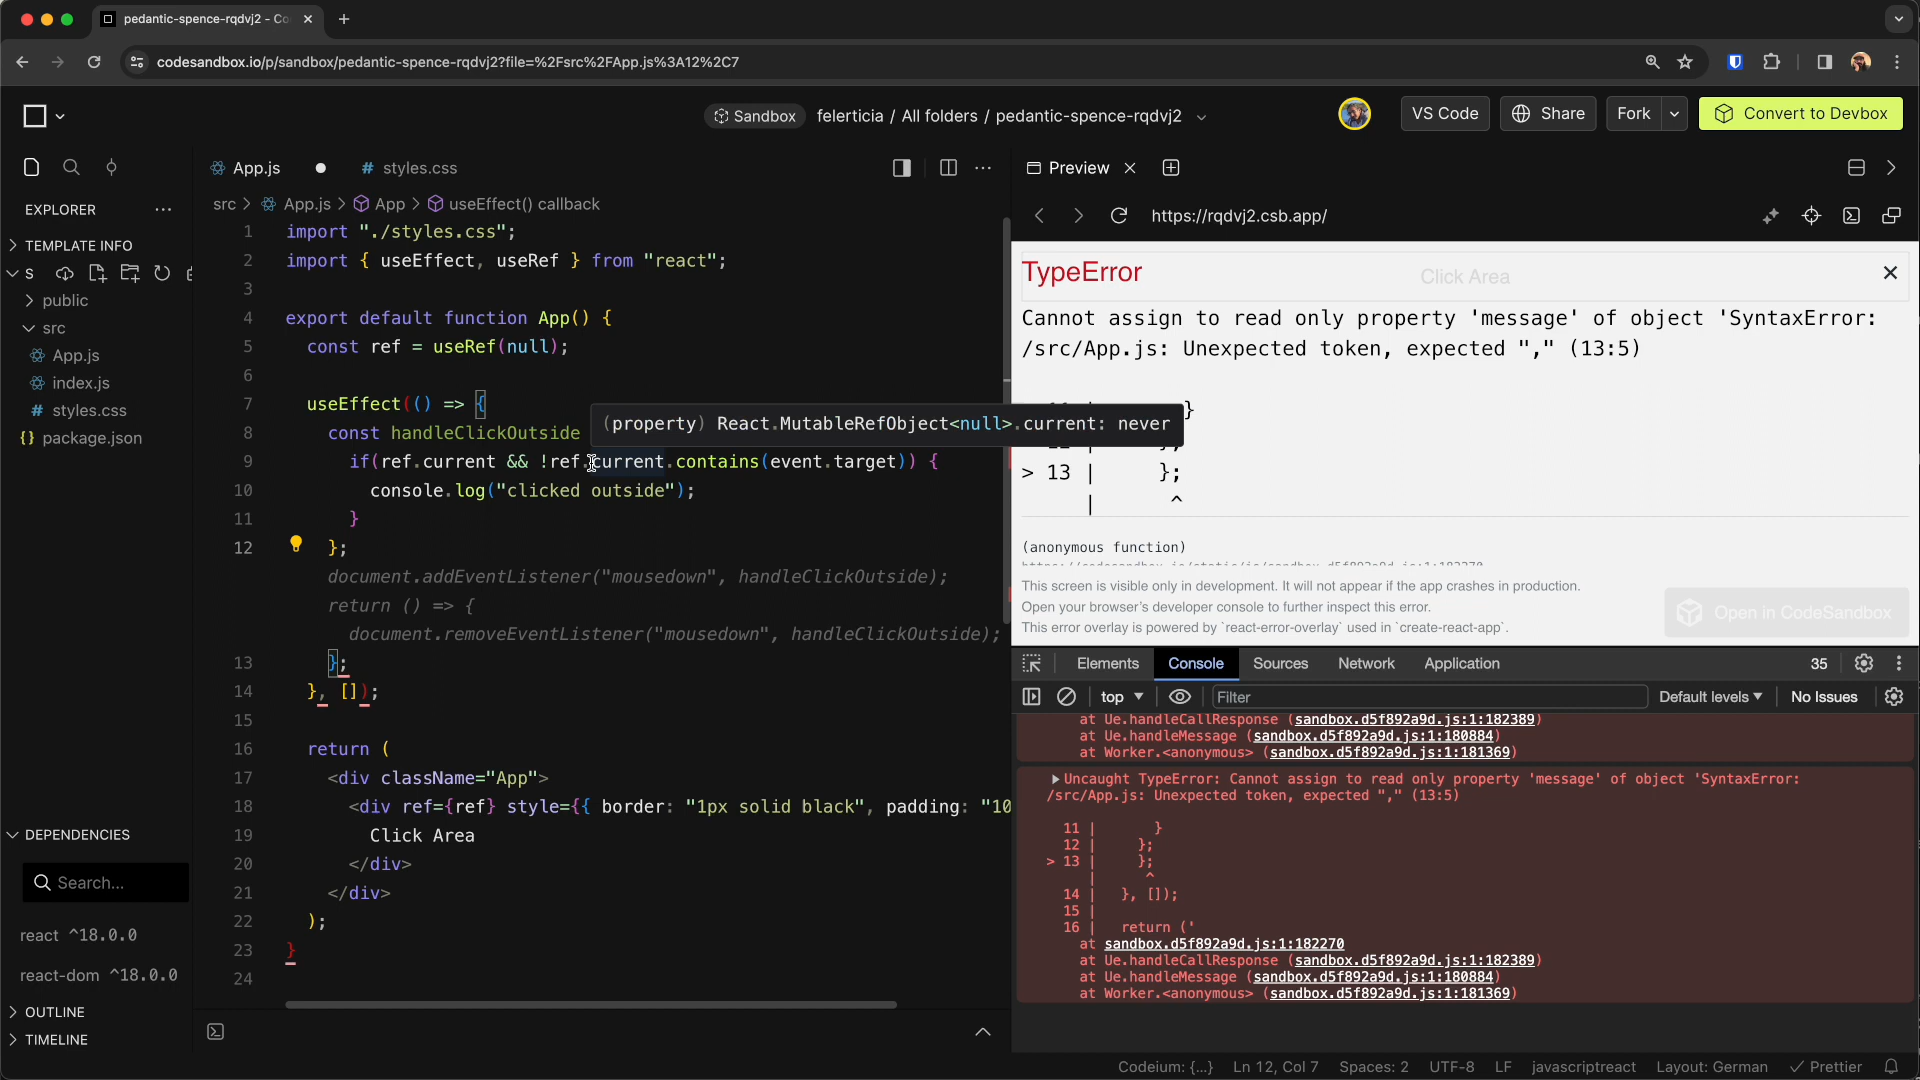 pedantic-spence-rqdvj2 - Co
codesandbox.io/p/sandbox/pedantic-spence-rqdvj2?file=%2Fsrc%2FApp.js%3A12%2C7
Sandbox
felerticia / All folders / pedantic-spence-rqdvj2
VS Code
Share
Fork
Convert to Devbox
App.js
# styles.css
Preview
EXPLORER
src > App.js > App > useEffect() callback
https://rqdvj2.csb.app/
TEMPLATE INFO
S
public
src
App.js
index.js
# styles.css
{} package.json
DEPENDENCIES
Search...
react ^18.0.0
react-dom ^18.0.0
OUTLINE
TIMELINE
1 import "./styles.css";
2 import { useEffect, useRef } from "react";
3
4 export default function App() {
5 const ref = useRef(null);
6
7 useEffect(() => {
(property) React.MutableRefObject<null>.current: never
8 const handleClickOutside
9 if(ref.current && !ref.current.contains(event.target)) {
10 console.log("clicked outside");
11 }
12 };
document.addEventListener("mousedown", handleClickOutside);
return () => {
document.removeEventListener("mousedown", handleClickOutside);
13 };
14 }, []);
15
16 return (
17 <div className="App">
18 <div ref={ref} style={{ border: "1px solid black", padding: "10
19 Click Area
20 </div>
21 </div>
22 );
23 }
24
TypeError
Click Area
Cannot assign to read only property 'message' of object 'SyntaxError:
/src/App.js: Unexpected token, expected "," (13:5)
}
> 13 | };
| ^
(anonymous function)
This screen is visible only in development. It will not appear if the app crashes in production.
Open your browser's developer console to further inspect this error.
This error overlay is powered by `react-error-overlay` used in `create-react-app`.
Open in CodeSandbox
Elements
Console
Sources
Network
Application
35
top
Filter
Default levels
No Issues
at Ue.handleCallResponse (sandbox.d5f892a9d.js:1:182389)
at Ue.handleMessage (sandbox.d5f892a9d.js:1:180884)
at Worker.<anonymous> (sandbox.d5f892a9d.js:1:181369)
Uncaught TypeError: Cannot assign to read only property 'message' of object 'SyntaxError:
/src/App.js: Unexpected token, expected "," (13:5)
11 | }
12 | };
> 13 | };
| ^
14 | }, []);
15 |
16 | return ('
at sandbox.d5f892a9d.js:1:182270
at Ue.handleCallResponse (sandbox.d5f892a9d.js:1:182389)
at Ue.handleMessage (sandbox.d5f892a9d.js:1:180884)
at Worker.<anonymous> (sandbox.d5f892a9d.js:1:181369)
Codeium: {...}
Ln 12, Col 7
Spaces: 2
UTF-8
LF
javascriptreact
Layout: German
Prettier